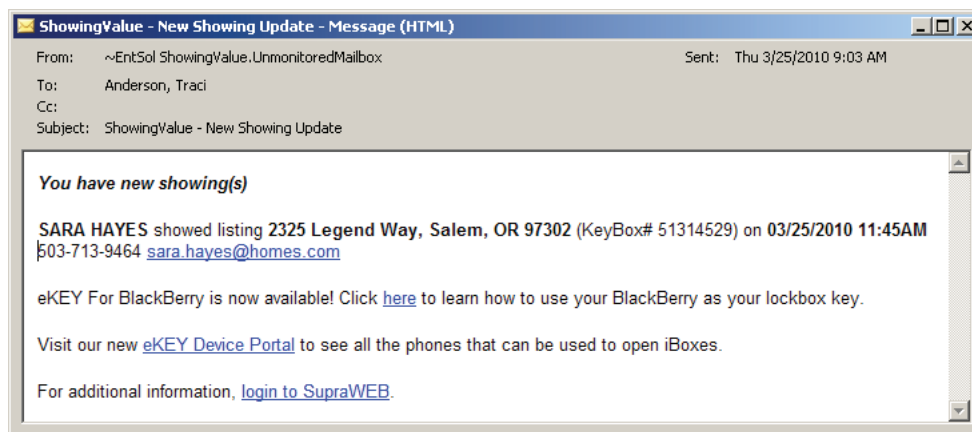 ShowingValue - New Showing Update - Message (HTML)
From: ~EntSol ShowingValue.UnmonitoredMailbox Sent: Thu 3/25/2010 9:03 AM
To: Anderson, Traci
Cc:
Subject: ShowingValue - New Showing Update
You have new showing(s)
SARA HAYES showed listing 2325 Legend Way, Salem, OR 97302 (KeyBox# 51314529) on 03/25/2010 11:45AM
503-713-9464 sara.hayes@homes.com
eKEY For BlackBerry is now available! Click here to learn how to use your BlackBerry as your lockbox key.
Visit our new eKEY Device Portal to see all the phones that can be used to open iBoxes.
For additional information, login to SupraWEB.